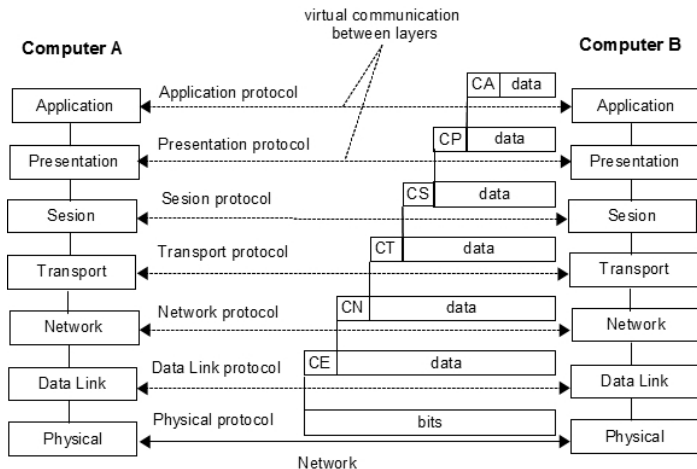 virtual communication
between layers
Computer A
Computer B
Application
Application protocol
CA data
Application
Presentation
Presentation protocol
CP data
Presentation
Sesion
Sesion protocol
CS data
Sesion
Transport
Transport protocol
CT data
Transport
Network
Network protocol
CN data
Network
Data Link
Data Link protocol
CE data
Data Link
Physical
Physical protocol
bits
Physical
Network